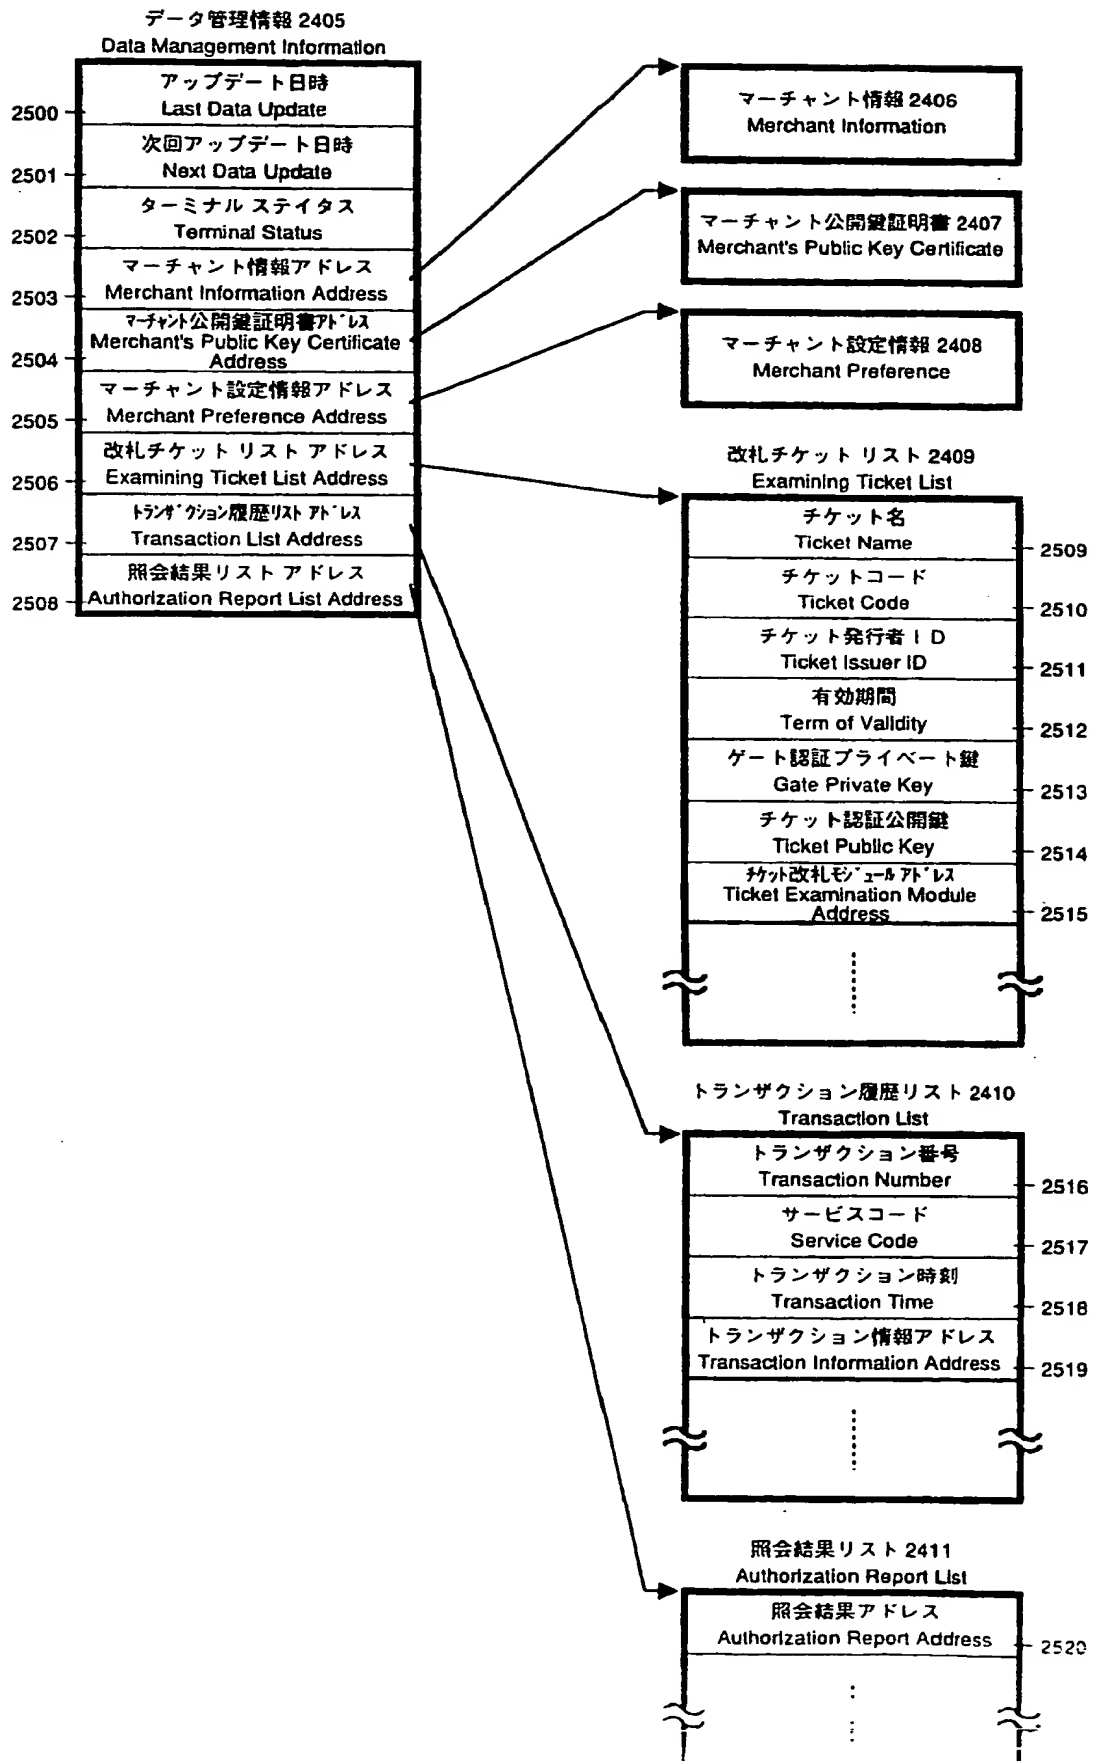 データ管理情報 2405
Data Management Information
アップデート日時
Last Data Update
2500
次回アップデート日時
Next Data Update
2501
ターミナル ステイタス
Terminal Status
2502
マーチャント情報アドレス
Merchant Information Address
2503
マーチャント公開鍵証明書アドレス
Merchant's Public Key Certificate
Address
2504
マーチャント設定情報アドレス
Merchant Preference Address
2505
改札チケット リスト アドレス
Examining Ticket List Address
2506
トランザクション履歴リスト アドレス
Transaction List Address
2507
照会結果リスト アドレス
Authorization Report List Address
2508
マーチャント情報 2406
Merchant Information
マーチャント公開鍵証明書 2407
Merchant's Public Key Certificate
マーチャント設定情報 2408
Merchant Preference
改札チケット リスト 2409
Examining Ticket List
チケット名
Ticket Name
2509
チケットコード
Ticket Code
2510
チケット発行者ID
Ticket Issuer ID
2511
有効期間
Term of Validity
2512
ゲート認証プライベート鍵
Gate Private Key
2513
チケット認証公開鍵
Ticket Public Key
2514
チケット改札モジュール アドレス
Ticket Examination Module
Address
2515
トランザクション履歴リスト 2410
Transaction List
トランザクション番号
Transaction Number
2516
サービスコード
Service Code
2517
トランザクション時刻
Transaction Time
2518
トランザクション情報アドレス
Transaction Information Address
2519
照会結果リスト 2411
Authorization Report List
照会結果アドレス
Authorization Report Address
2520